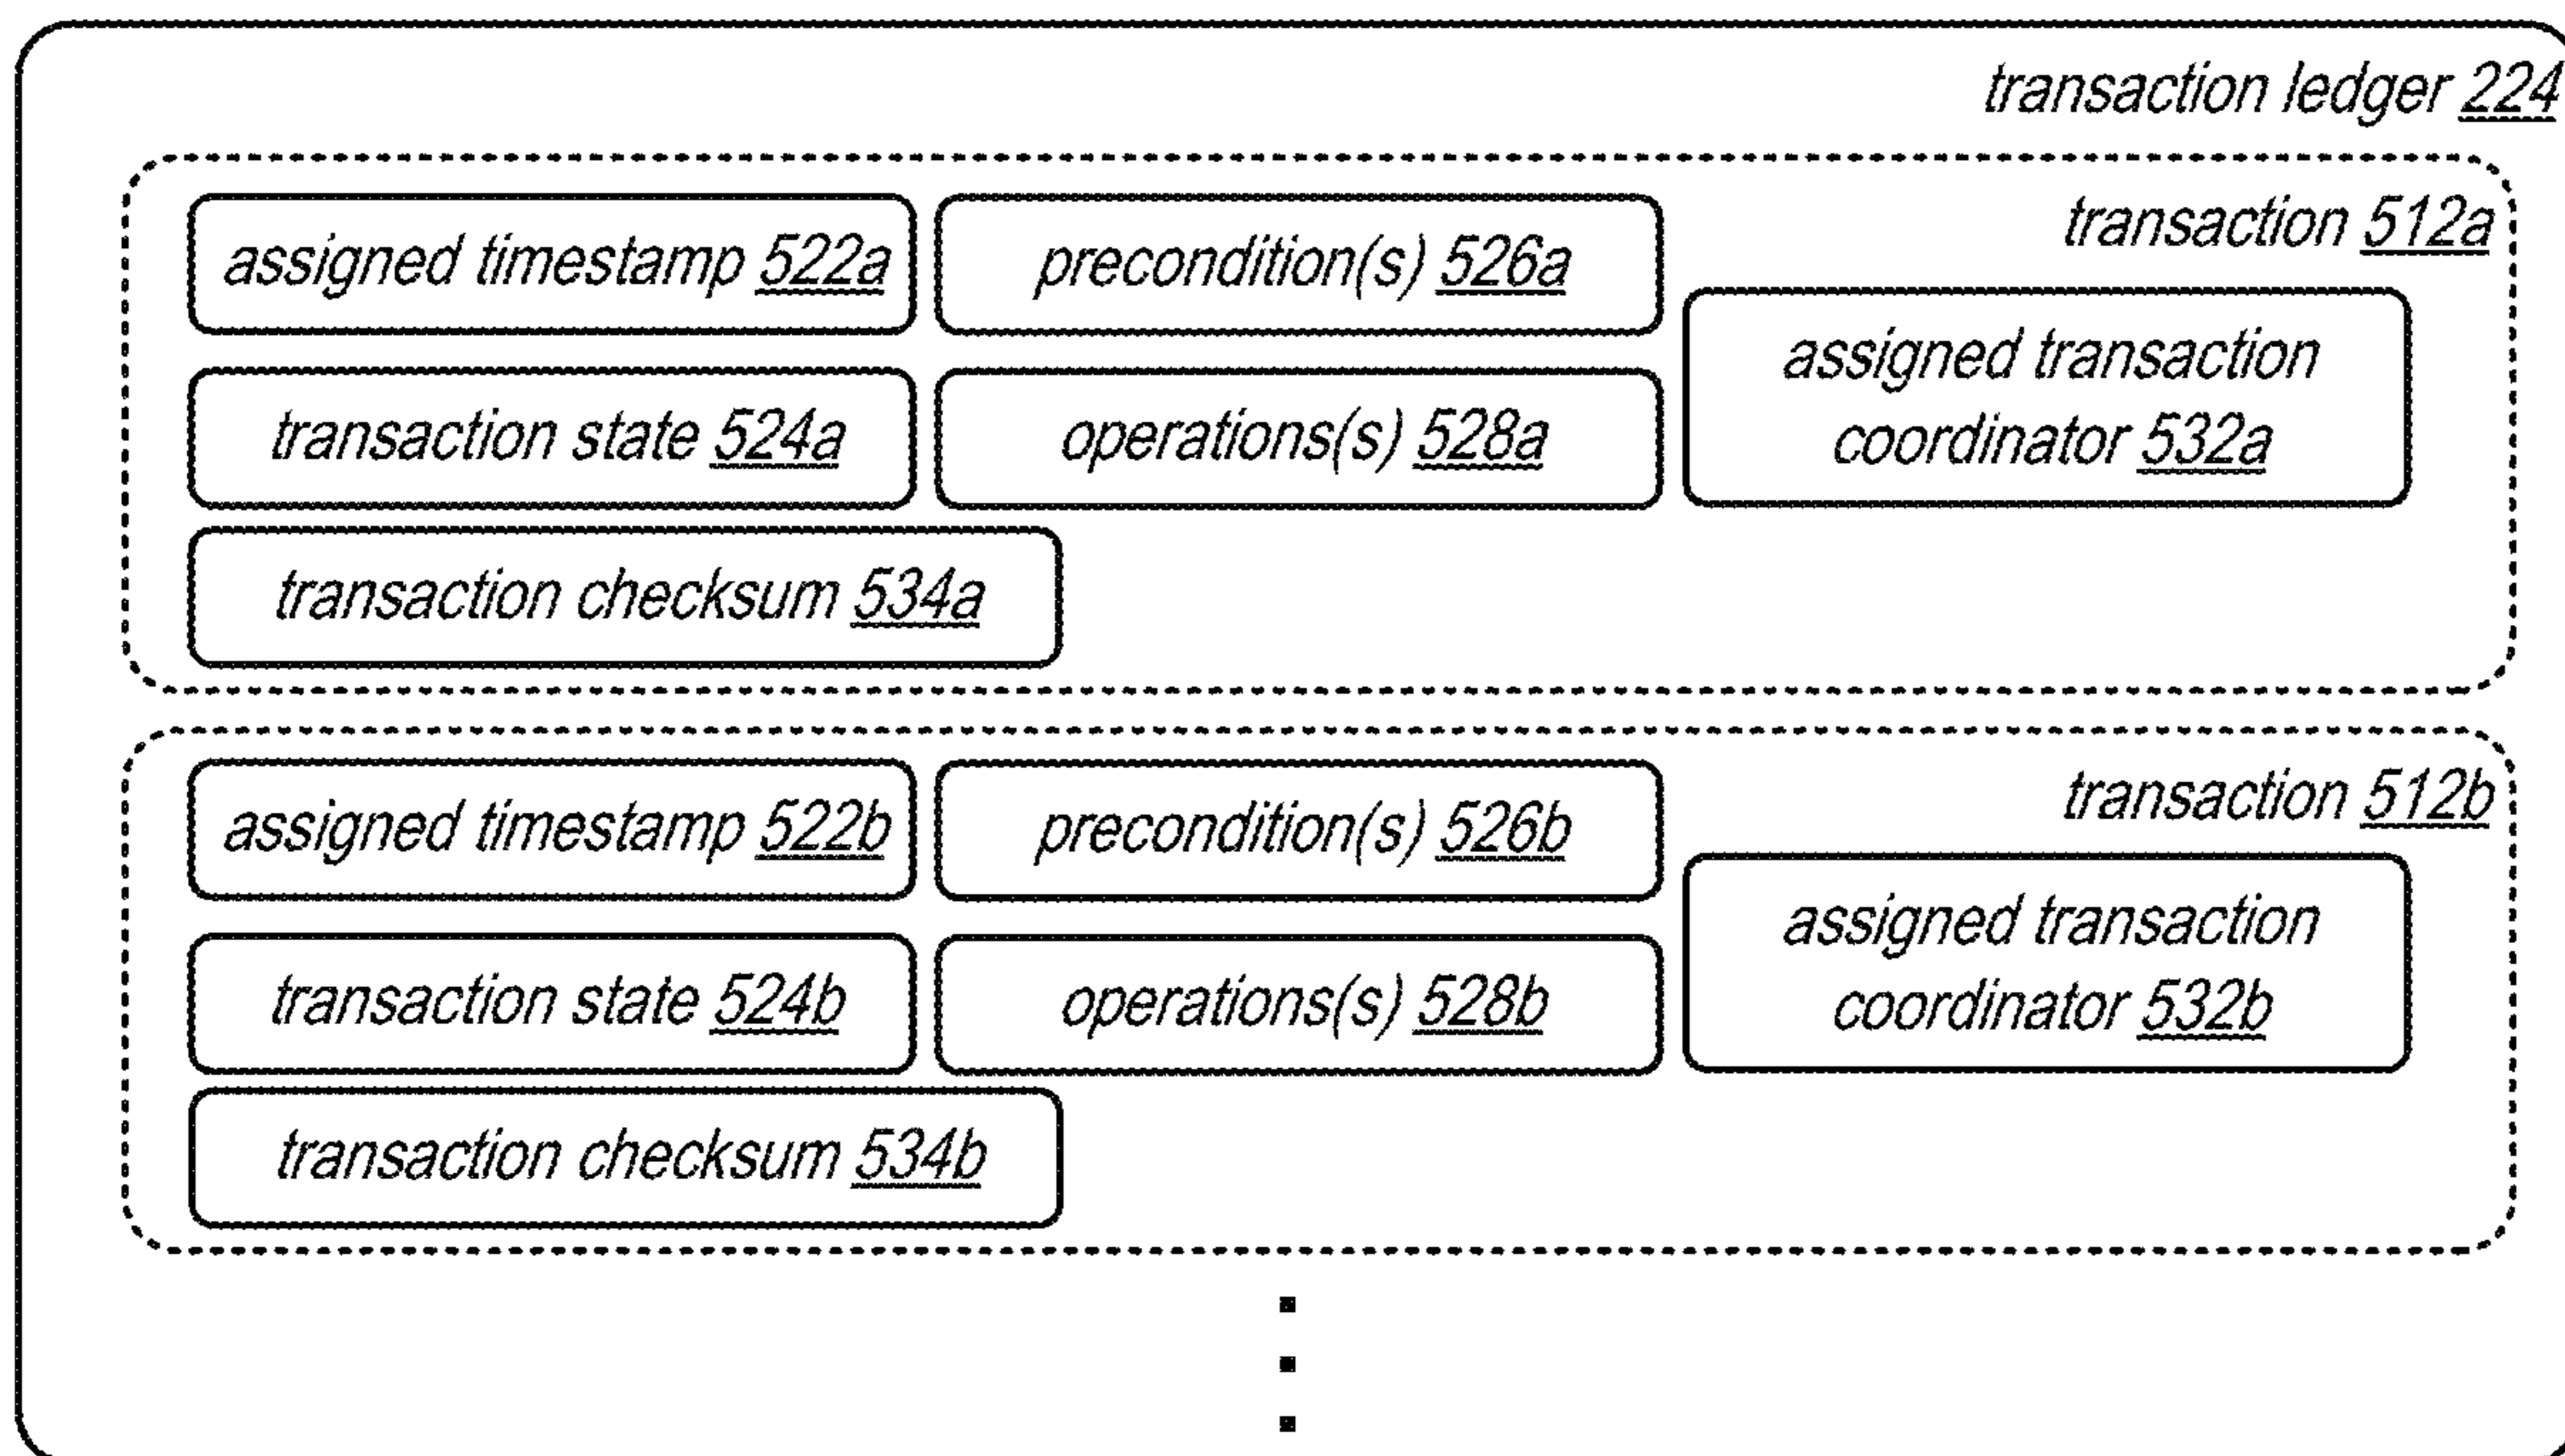 transaction ledger 224
transaction 512a
assigned timestamp 522a
precondition(s) 526a
assigned transaction
coordinator 532a
transaction state 524a
operations(s) 528a
transaction checksum 534a
transaction 512b
assigned timestamp 522b
precondition(s) 526b
assigned transaction
coordinator 532b
transaction state 524b
operations(s) 528b
transaction checksum 534b